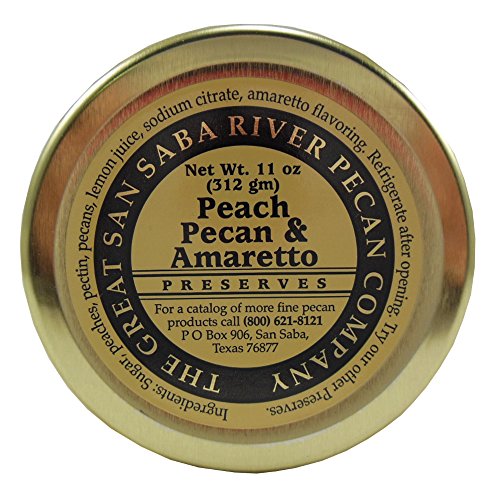 Ingredients: Sugar, peaches, pectin, pecans, lemon juice, sodium citrate, amaretto flavoring. Refrigerate after opening. Try our other Preserves.
THE GREAT SAN SABA RIVER PECAN COMPANY
Net Wt. 11 oz
(312 gm)
Peach
Pecan &
Amaretto
PRESERVES
For a catalog of more fine pecan
products call (800) 621-8121
P O Box 906, San Saba,
Texas 76877